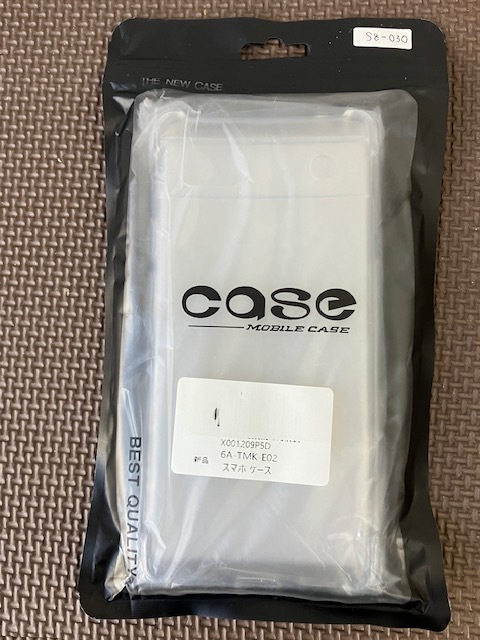 S8-030
THE NEW CASE
case
MOBILE CASE
X001209P5D
6A-TMK-E02
新品
スマホ ケース
BEST QUALITY